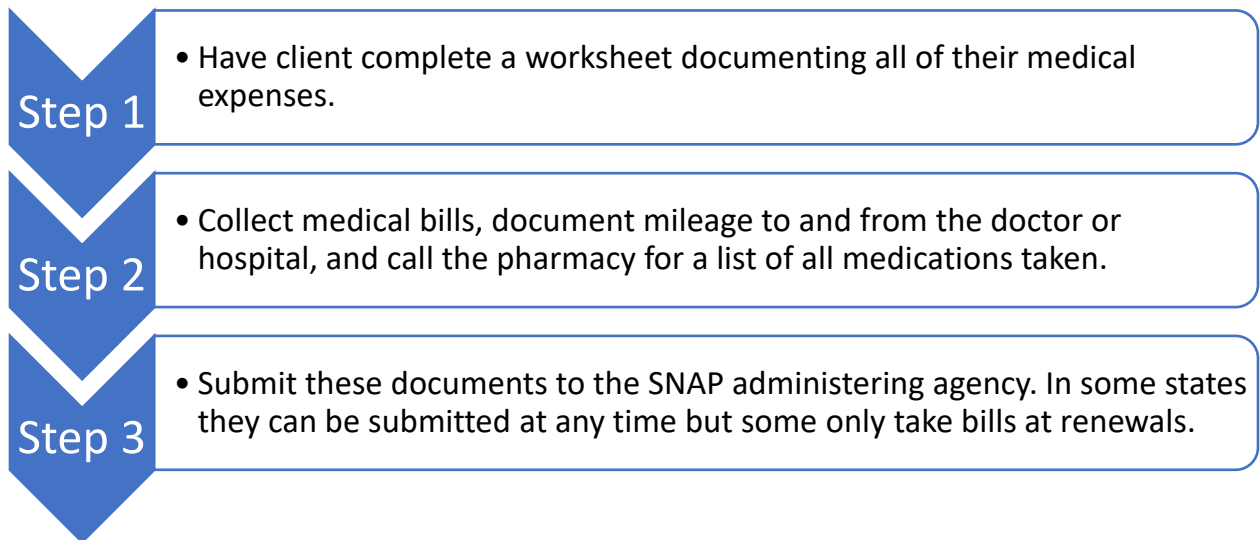 Step 1
• Have client complete a worksheet documenting all of their medical
expenses.
Step 2
• Collect medical bills, document mileage to and from the doctor or
hospital, and call the pharmacy for a list of all medications taken.
Step 3
• Submit these documents to the SNAP administering agency. In some states
they can be submitted at any time but some only take bills at renewals.